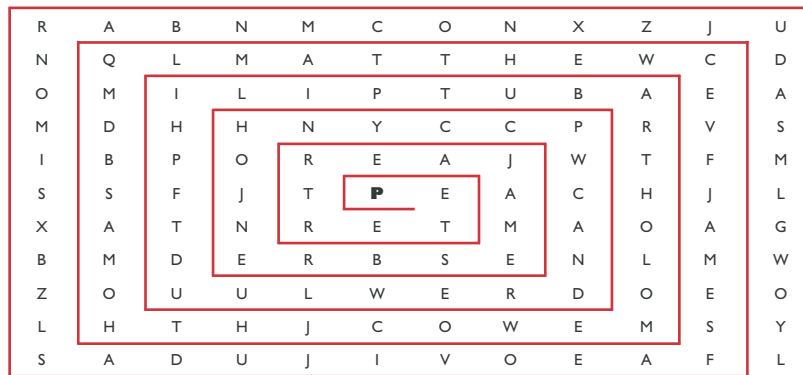 R A B N M C O N X Z J U
N Q L M A T T H E W C D
O M I L I P T U B A E A
M D H H N Y C C P R V S
I B P O R E A J W T F M
S S F J T P E A C H J L
X A T N R E T M A O A G
B M D E R B S E N L M W
Z O U U L W E R D O E O
L H T H J C O W E M S Y
S A D U J I V O E A F L